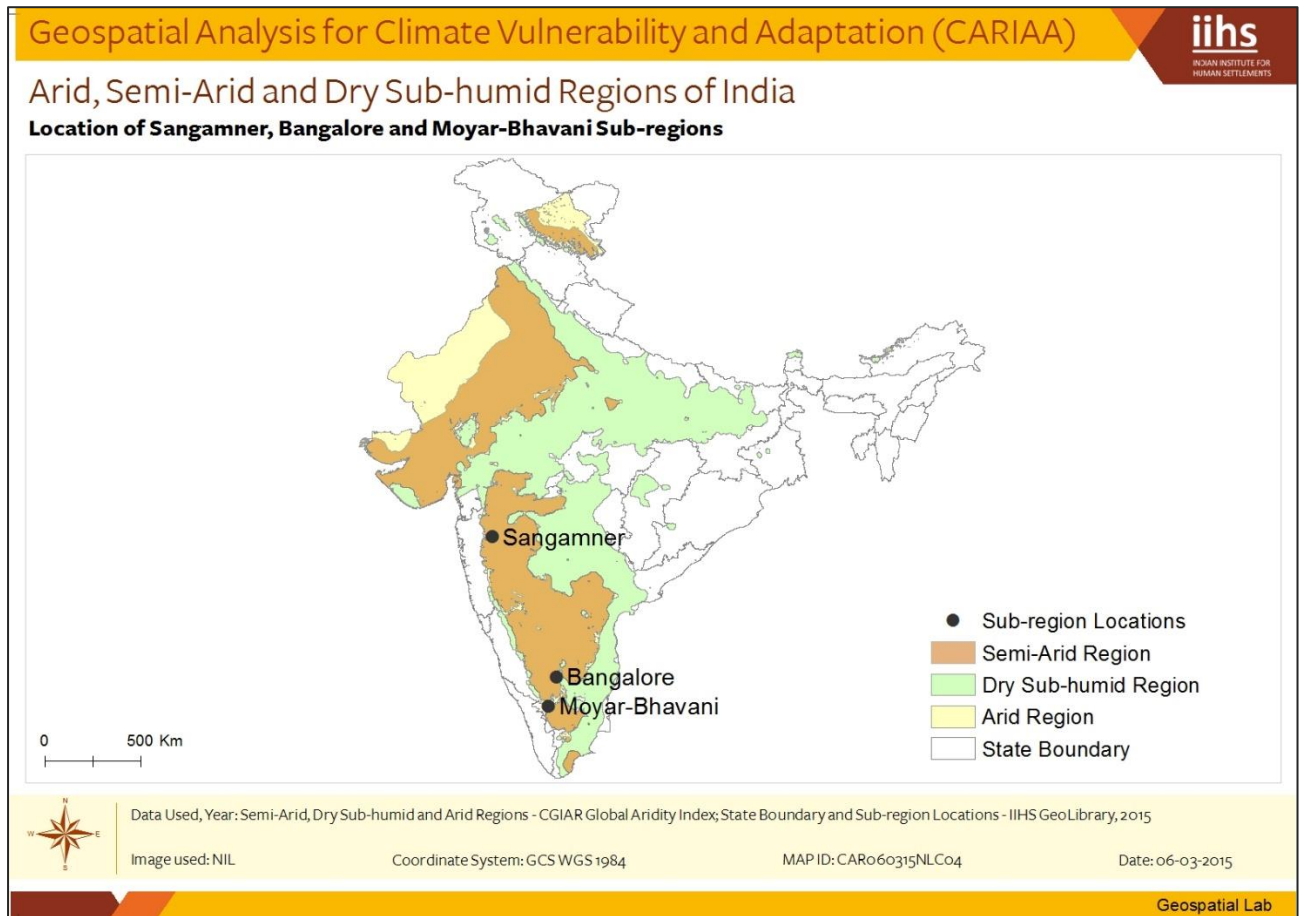 Geospatial Analysis for Climate Vulnerability and Adaptation (CARIAA)
iihs
INDIAN INSTITUTE FOR
HUMAN SETTLEMENTS
Arid, Semi-Arid and Dry Sub-humid Regions of India
Location of Sangamner, Bangalore and Moyar-Bhavani Sub-regions
Sangamner
Bangalore
Moyar-Bhavani
Sub-region Locations
Semi-Arid Region
Dry Sub-humid Region
Arid Region
State Boundary
0 500 Km
N
W E
S
Data Used, Year: Semi-Arid, Dry Sub-humid and Arid Regions - CGIAR Global Aridity Index; State Boundary and Sub-region Locations - IIHS GeoLibrary, 2015
Image used: NIL Coordinate System: GCS WGS 1984 MAP ID: CAR060315NLC04 Date: 06-03-2015
Geospatial Lab